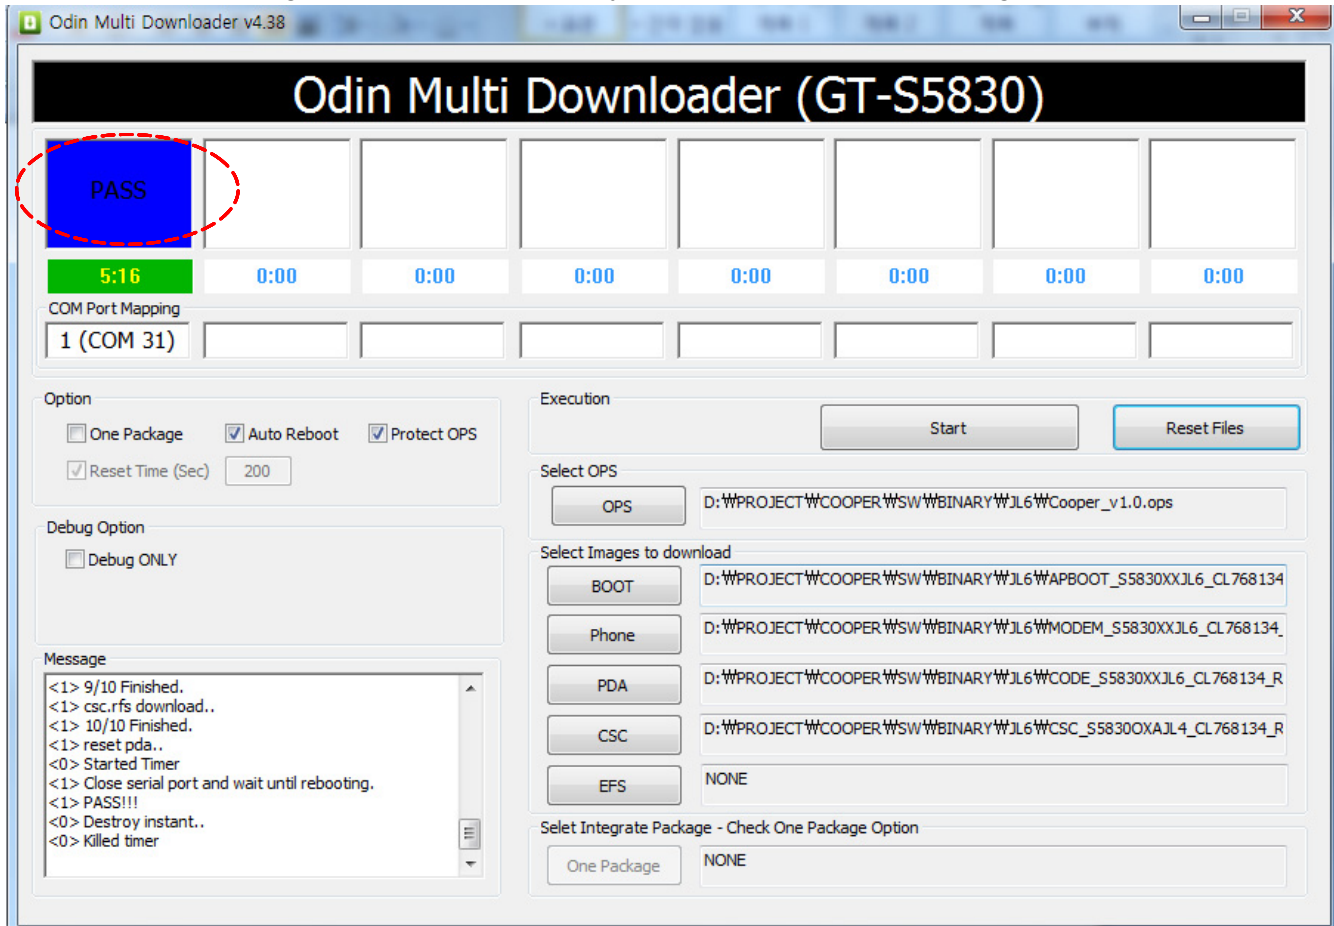 Odin Multi Downloader v4.38
Odin Multi Downloader (GT-S5830)
PASS
5:16 0:00 0:00 0:00 0:00 0:00 0:00 0:00
COM Port Mapping
1 (COM 31)
Option
One Package Auto Reboot Protect OPS
Reset Time (Sec) 200
Debug Option
Debug ONLY
Message
<1> 9/10 Finished.
<1> csc.rfs download..
<1> 10/10 Finished.
<1> reset pda..
<0> Started Timer
<1> Close serial port and wait until rebooting.
<1> PASS!!!
<0> Destroy instant..
<0> Killed timer
Execution
Start Reset Files
Select OPS
OPS D:₩PROJECT₩COOPER₩SW₩BINARY₩JL6₩Cooper_v1.0.ops
Select Images to download
BOOT D:₩PROJECT₩COOPER₩SW₩BINARY₩JL6₩APBOOT_S5830XXJL6_CL768134
Phone D:₩PROJECT₩COOPER₩SW₩BINARY₩JL6₩MODEM_S5830XXJL6_CL768134_
PDA D:₩PROJECT₩COOPER₩SW₩BINARY₩JL6₩CODE_S5830XXJL6_CL768134_R
CSC D:₩PROJECT₩COOPER₩SW₩BINARY₩JL6₩CSC_S5830OXAJL4_CL768134_R
EFS NONE
Selet Integrate Package - Check One Package Option
One Package NONE